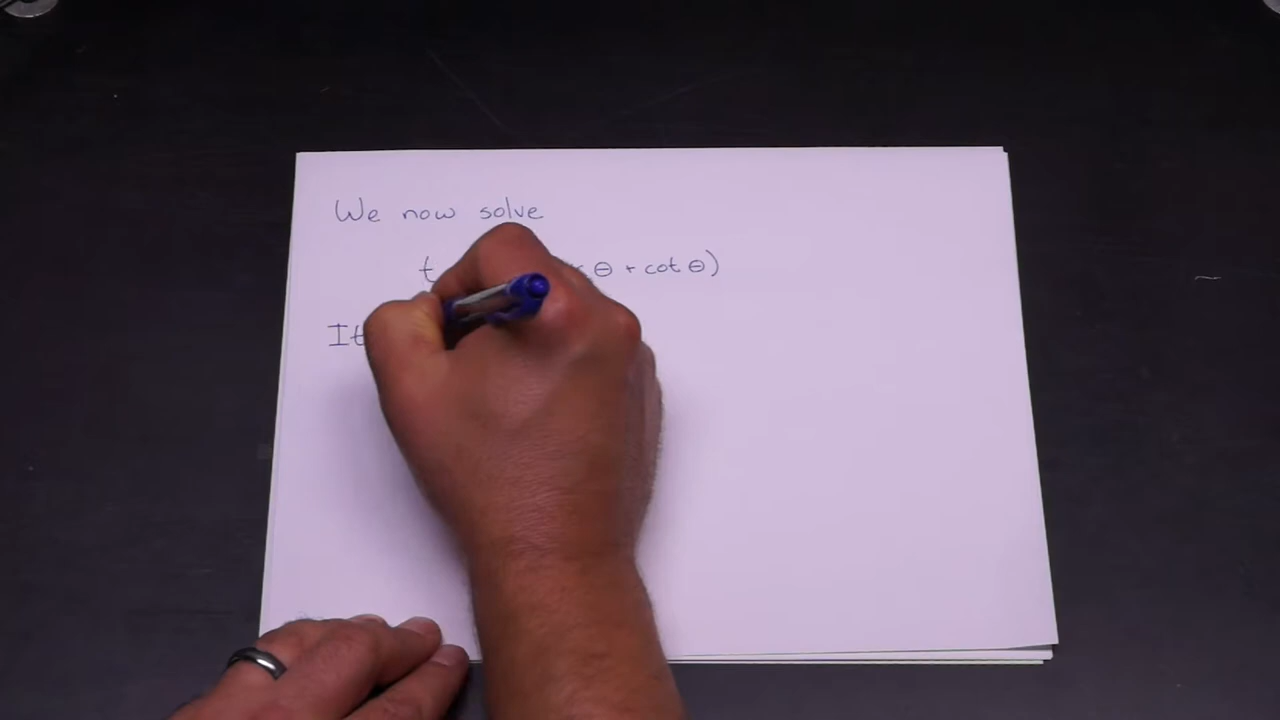 We now solve
t θ + cot θ)
It